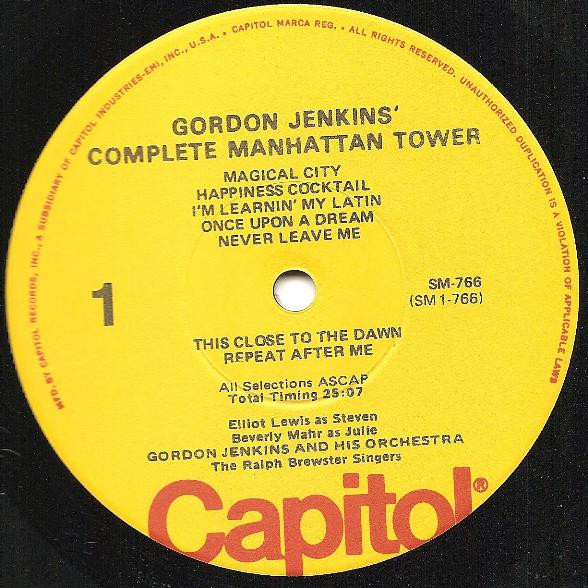 MFD. BY CAPITOL RECORDS, INC., A SUBSIDIARY OF CAPITOL INDUSTRIES-EMI, INC., U.S.A. • CAPITOL MARCA REG. • ALL RIGHTS RESERVED. UNAUTHORIZED DUPLICATION IS A VIOLATION OF APPLICABLE LAWS
GORDON JENKINS'
COMPLETE MANHATTAN TOWER
MAGICAL CITY
HAPPINESS COCKTAIL
I'M LEARNIN' MY LATIN
ONCE UPON A DREAM
NEVER LEAVE ME
1
SM-766
(SM1-766)
THIS CLOSE TO THE DAWN
REPEAT AFTER ME
All Selections ASCAP
Total Timing 25:07
Elliot Lewis as Steven
Beverly Mahr as Julie
GORDON JENKINS AND HIS ORCHESTRA
The Ralph Brewster Singers
Capitol®